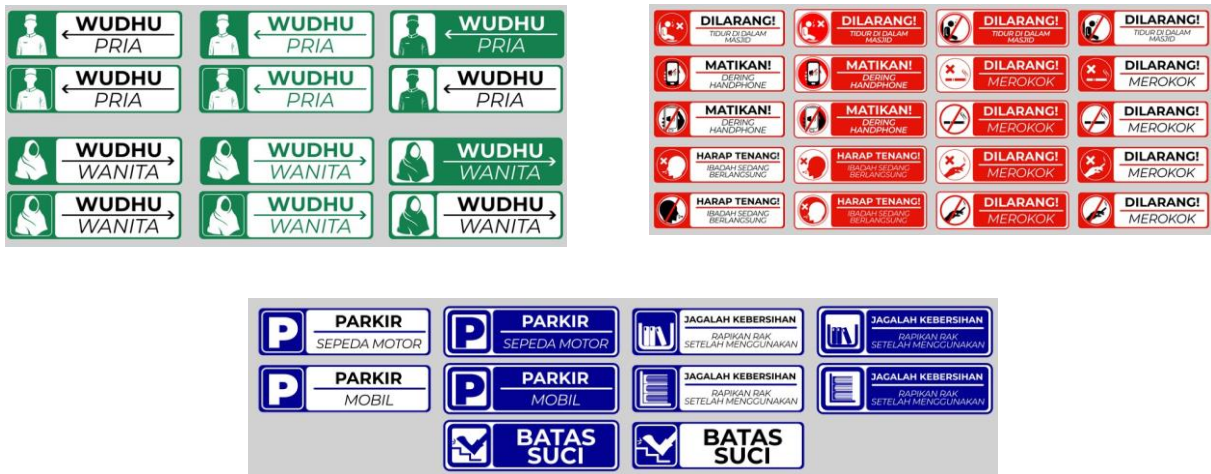 WUDHU
PRIA
WUDHU
PRIA
WUDHU
PRIA
WUDHU
PRIA
WUDHU
PRIA
WUDHU
PRIA
WUDHU
WANITA
WUDHU
WANITA
WUDHU
WANITA
WUDHU
WANITA
WUDHU
WANITA
WUDHU
WANITA
DILARANG!
TIDUR DI DALAM
MASJID
DILARANG!
TIDUR DI DALAM
MASJID
DILARANG!
TIDUR DI DALAM
MASJID
DILARANG!
TIDUR DI DALAM
MASJID
MATIKAN!
DERING
HANDPHONE
MATIKAN!
DERING
HANDPHONE
DILARANG!
MEROKOK
DILARANG!
MEROKOK
MATIKAN!
DERING
HANDPHONE
MATIKAN!
DERING
HANDPHONE
DILARANG!
MEROKOK
DILARANG!
MEROKOK
HARAP TENANG!
IBADAH SEDANG
BERLANGSUNG
HARAP TENANG!
IBADAH SEDANG
BERLANGSUNG
DILARANG!
MEROKOK
DILARANG!
MEROKOK
HARAP TENANG!
IBADAH SEDANG
BERLANGSUNG
HARAP TENANG!
IBADAH SEDANG
BERLANGSUNG
DILARANG!
MEROKOK
DILARANG!
MEROKOK
P
PARKIR
SEPEDA MOTOR
P
PARKIR
SEPEDA MOTOR
JAGALAH KEBERSIHAN
RAPIKAN RAK
SETELAH MENGGUNAKAN
JAGALAH KEBERSIHAN
RAPIKAN RAK
SETELAH MENGGUNAKAN
P
PARKIR
MOBIL
P
PARKIR
MOBIL
JAGALAH KEBERSIHAN
RAPIKAN RAK
SETELAH MENGGUNAKAN
JAGALAH KEBERSIHAN
RAPIKAN RAK
SETELAH MENGGUNAKAN
BATAS
SUCI
BATAS
SUCI